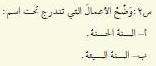 س٢: وَضِّحْ الأعمالَ التي تندرج تحت اسم:
أ- السنة الحسنة.
ب- السنة السيئة.